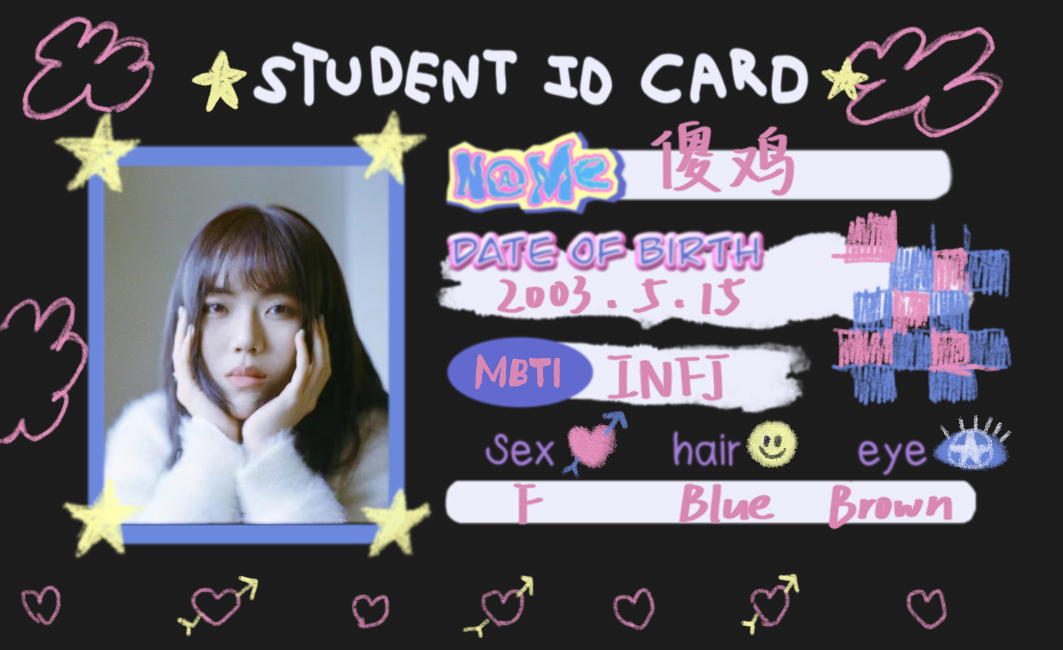 STUDENT ID CARD
N@Me 傻鸡
DATE OF BIRTH
2003.5.15
MBTI INFJ
Sex hair eye
F Blue Brown